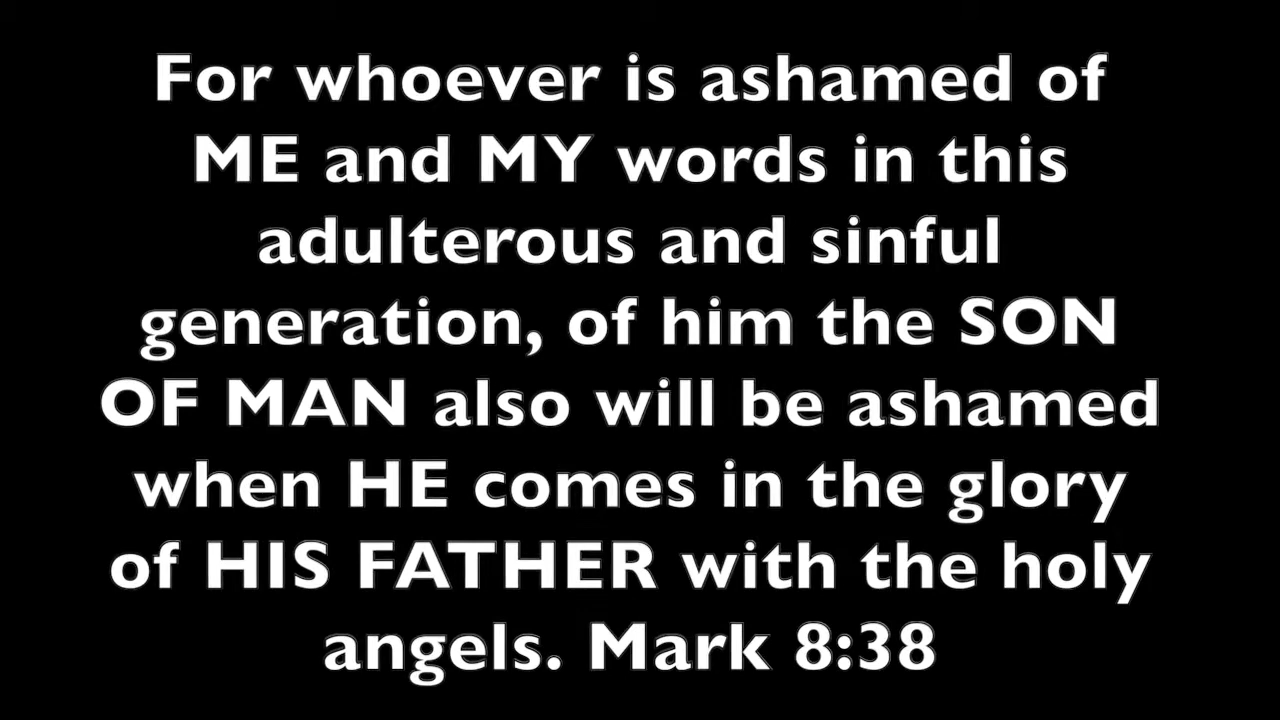 For whoever is ashamed of
ME and MY words in this
adulterous and sinful
generation, of him the SON
OF MAN also will be ashamed
when HE comes in the glory
of HIS FATHER with the holy
angels. Mark 8:38